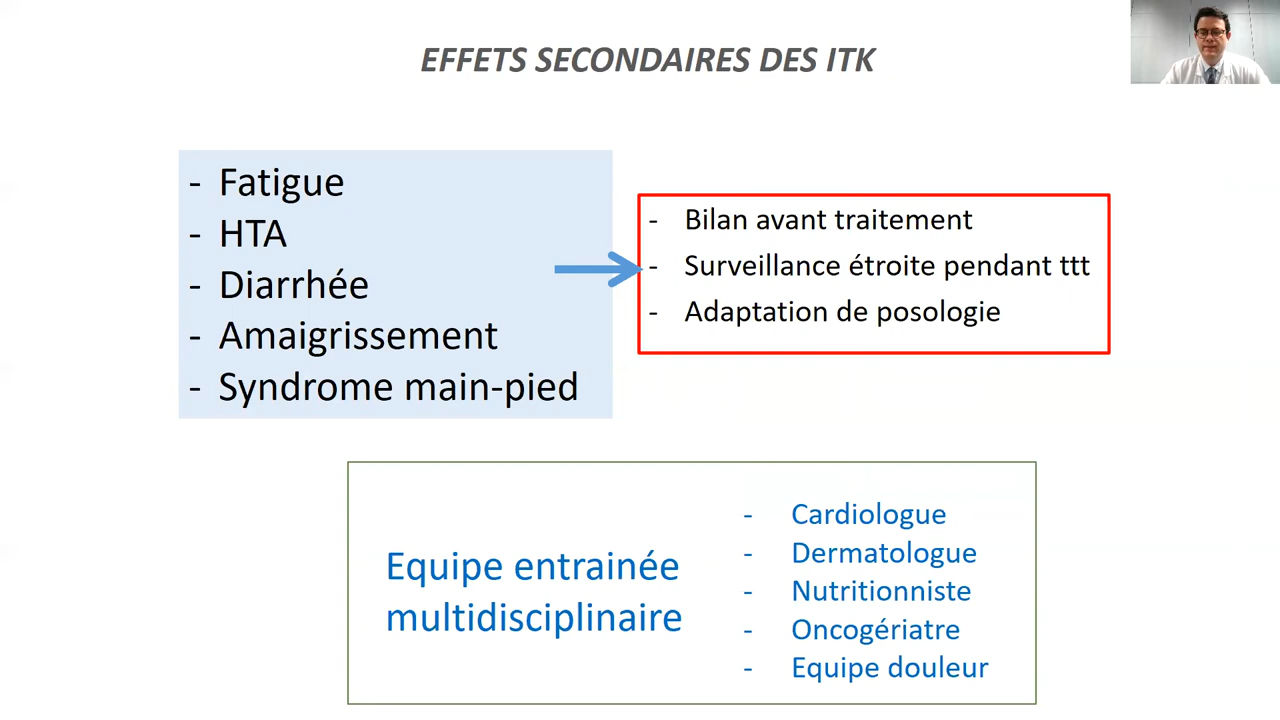 EFFETS SECONDAIRES DES ITK
- Fatigue
- HTA
- Diarrhée
- Amaigrissement
- Syndrome main-pied
- Bilan avant traitement
- Surveillance étroite pendant ttt
- Adaptation de posologie
Equipe entrainée
multidisciplinaire
- Cardiologue
- Dermatologue
- Nutritionniste
- Oncogériatre
- Equipe douleur